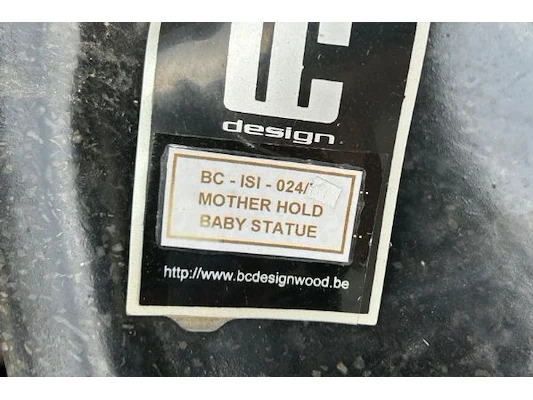 design
BC - ISI - 024/
MOTHER HOLD
BABY STATUE
http://www.bcdesignwood.be